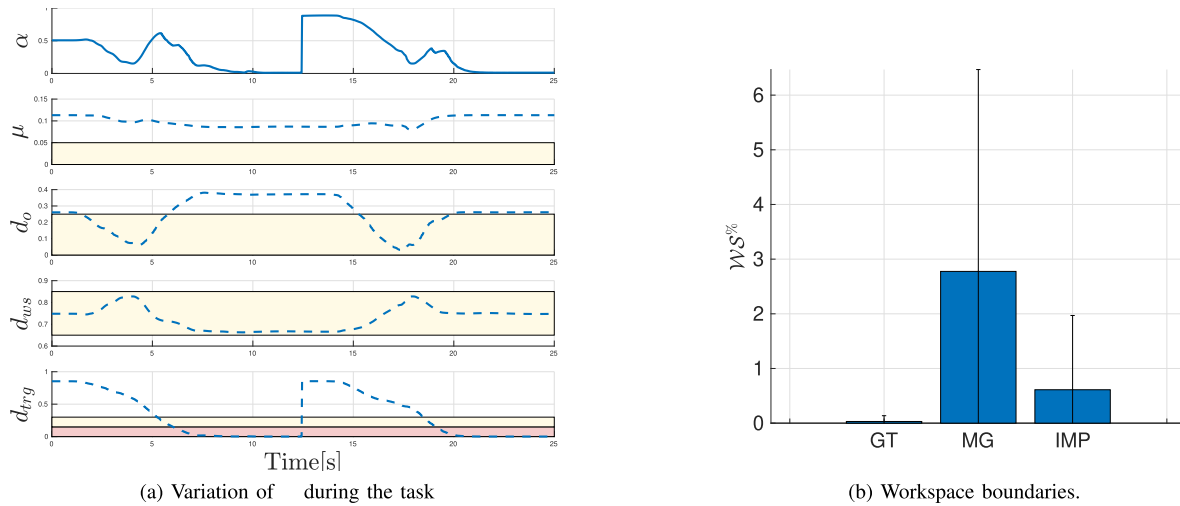 1
0.5
0
α
0 5 10 15 20 25
0.15
0.1
0.05
0
μ
0 5 10 15 20 25
0.4
0.3
0.2
0.1
0
d_o
0 5 10 15 20 25
0.9
0.8
0.7
0.6
d_ws
0 5 10 15 20 25
1
0.5
0
d_trg
0 5 10 15 20 25
Time[s]
(a) Variation of during the task
6
5
4
3
2
1
0
WS%
GT MG IMP
(b) Workspace boundaries.